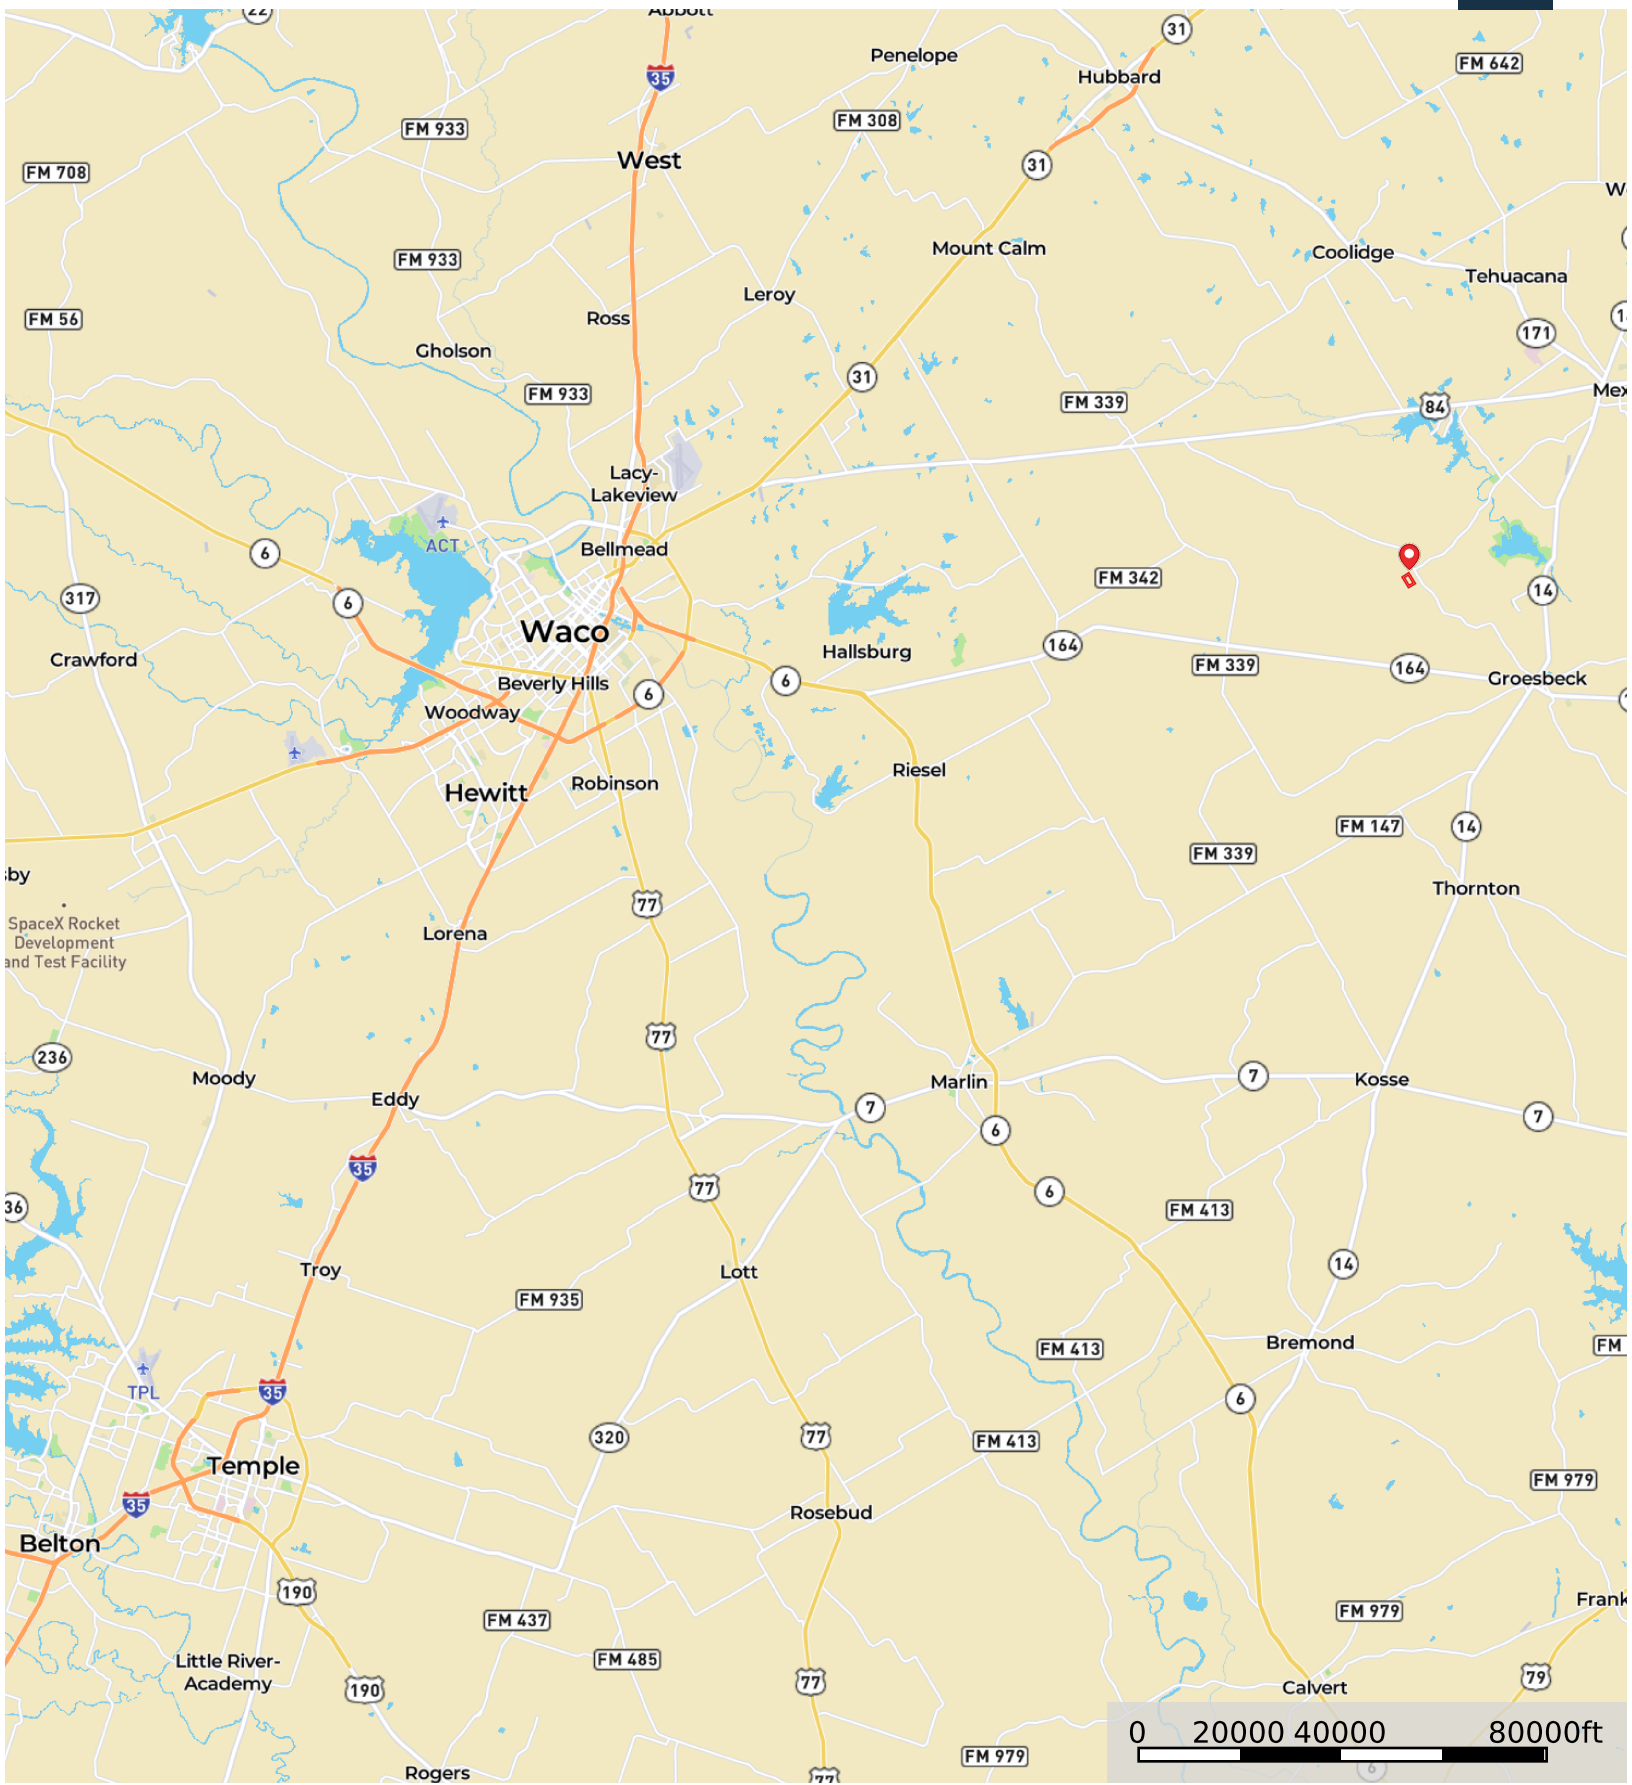 22
Abbott
31
Penelope
35
FM 642
Hubbard
FM 308
FM 933
West
31
FM 708
Mount Calm
Coolidge
FM 933
Tehuacana
Leroy
Ross
FM 56
171
Gholson
31
Mex
FM 933
FM 339
84
Lacy-
Lakeview
ACT
Bellmead
6
FM 342
14
317
6
Waco
164
Hallsburg
Crawford
FM 339
164
Groesbeck
Beverly Hills
6
6
Woodway
Riesel
Robinson
Hewitt
FM 147
14
FM 339
sby
Thornton
77
SpaceX Rocket
Development
and Test Facility
Lorena
77
236
Moody
Marlin
7
Kosse
Eddy
7
7
6
35
77
6
36
FM 413
Troy
Lott
14
FM 935
Bremond
FM
FM 413
TPL
35
6
320
77
FM 413
Temple
FM 979
35
Rosebud
Belton
190
Frank
FM 979
FM 437
Little River-
Academy
FM 485
77
79
190
Calvert
0 20000 40000 80000ft
FM 979
6
Rogers
77